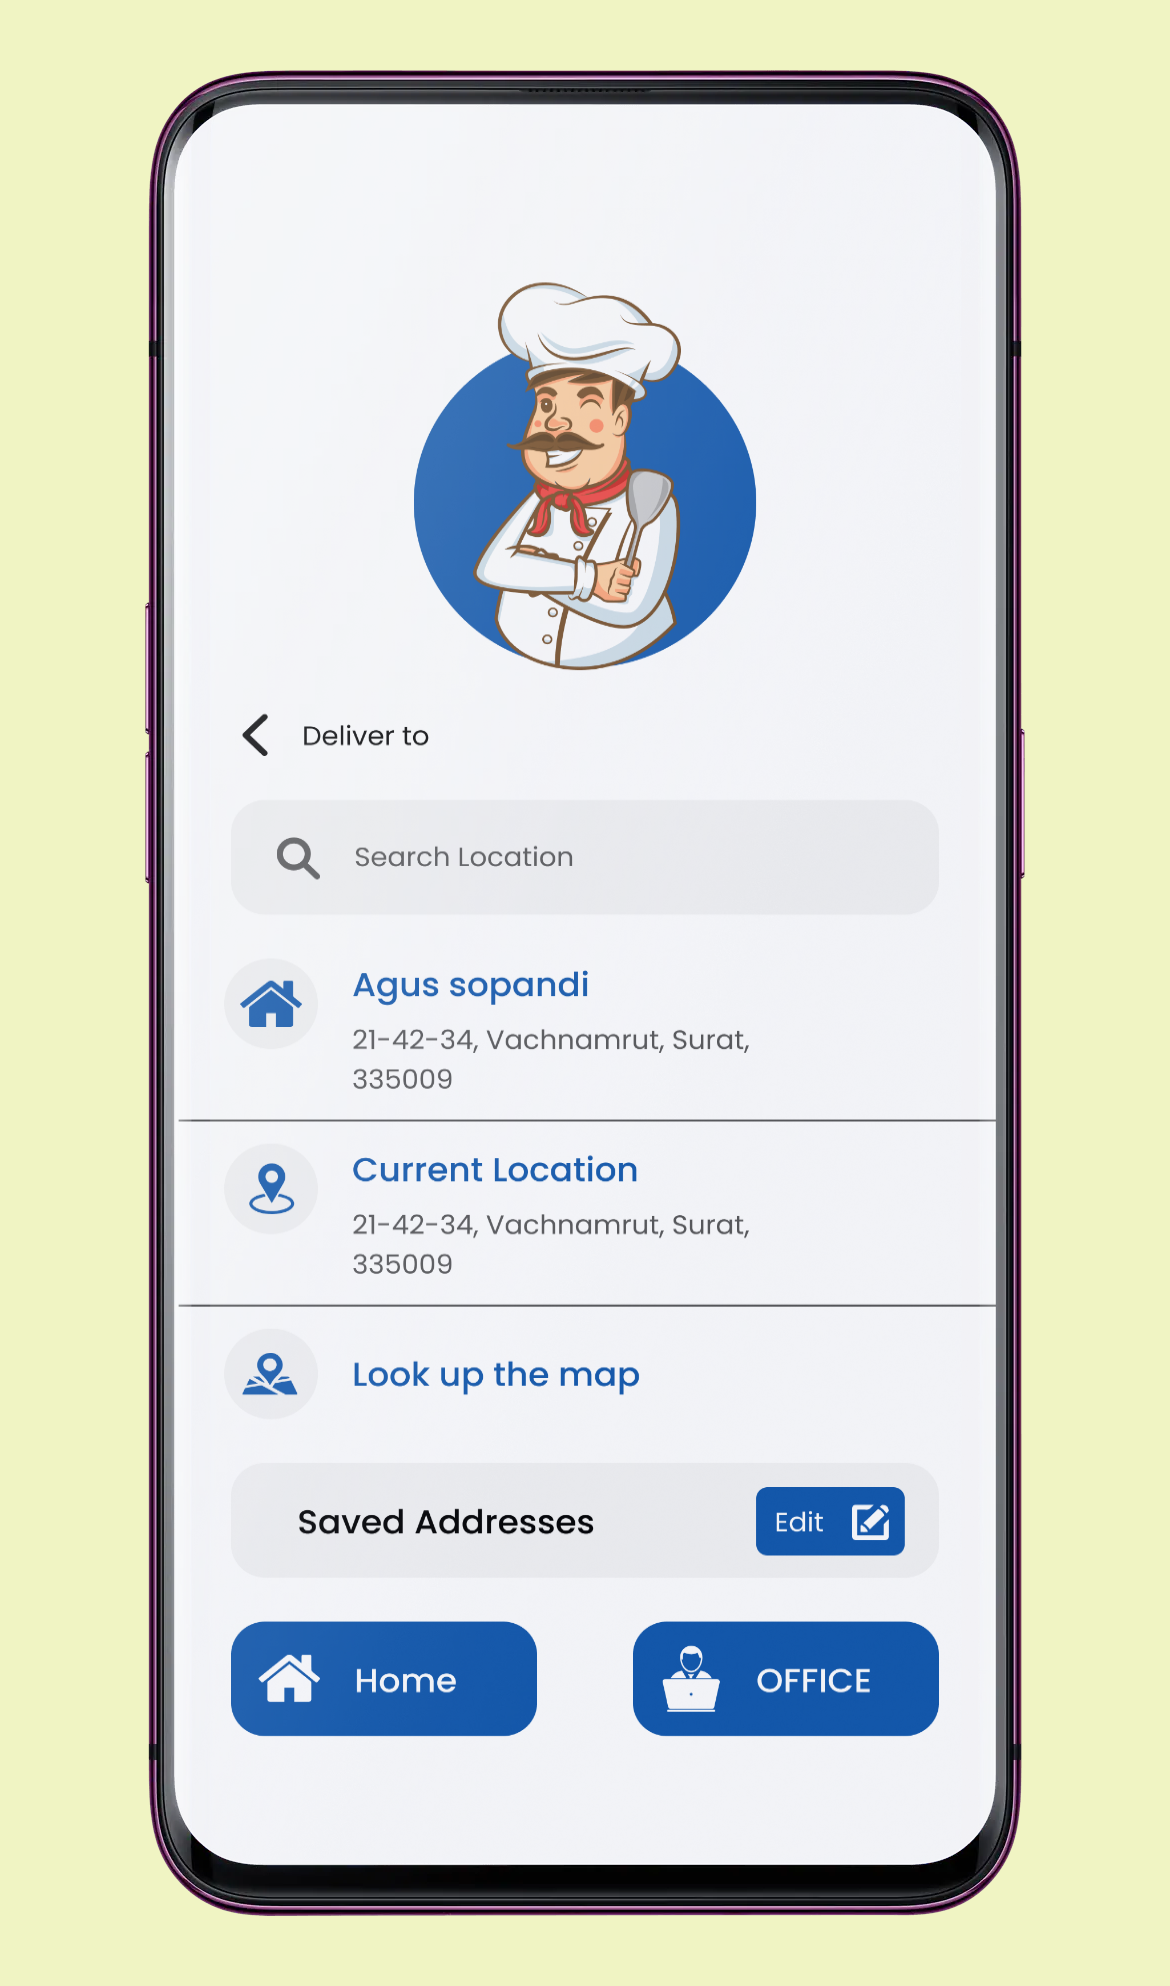 Deliver to
Search Location
Agus sopandi
21-42-34, Vachnamrut, Surat,
335009
Current Location
21-42-34, Vachnamrut, Surat,
335009
Look up the map
Saved Addresses
Edit
Home
OFFICE